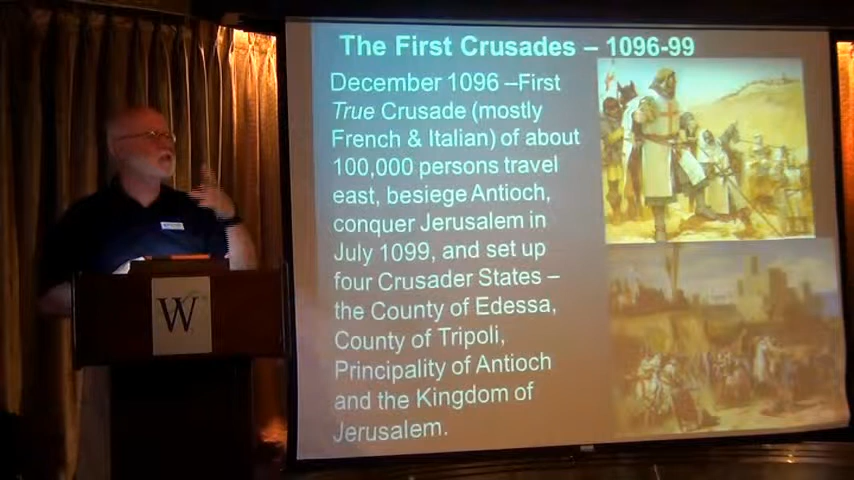 The First Crusades – 1096-99
December 1096 –First
True Crusade (mostly
French & Italian) of about
100,000 persons travel
east, besiege Antioch,
conquer Jerusalem in
July 1099, and set up
four Crusader States –
the County of Edessa,
County of Tripoli,
Principality of Antioch
and the Kingdom of
Jerusalem.
W